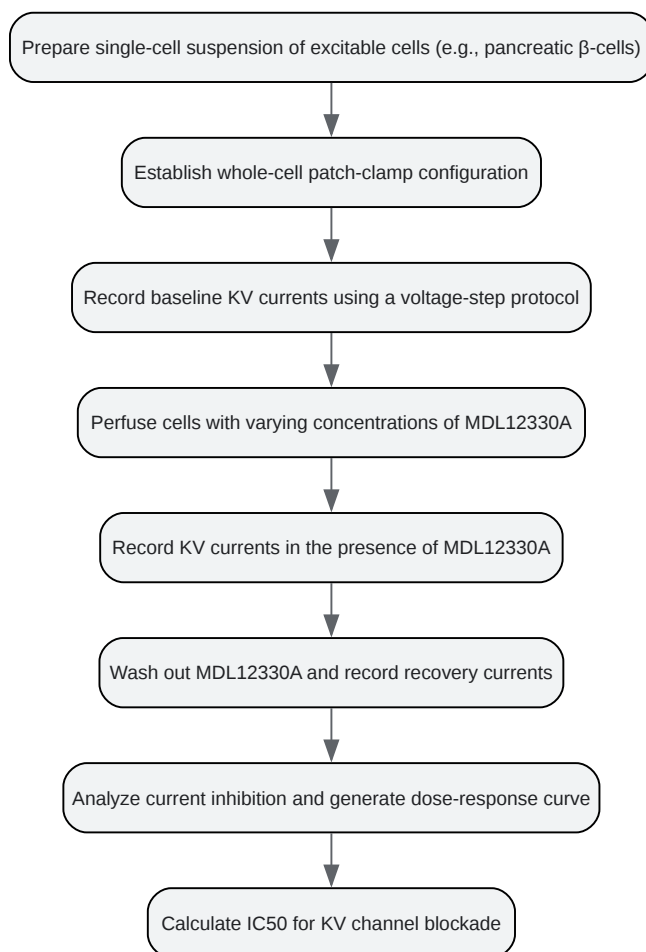 Prepare single-cell suspension of excitable cells (e.g., pancreatic β-cells)
Establish whole-cell patch-clamp configuration
Record baseline KV currents using a voltage-step protocol
Perfuse cells with varying concentrations of MDL12330A
Record KV currents in the presence of MDL12330A
Wash out MDL12330A and record recovery currents
Analyze current inhibition and generate dose-response curve
Calculate IC50 for KV channel blockade